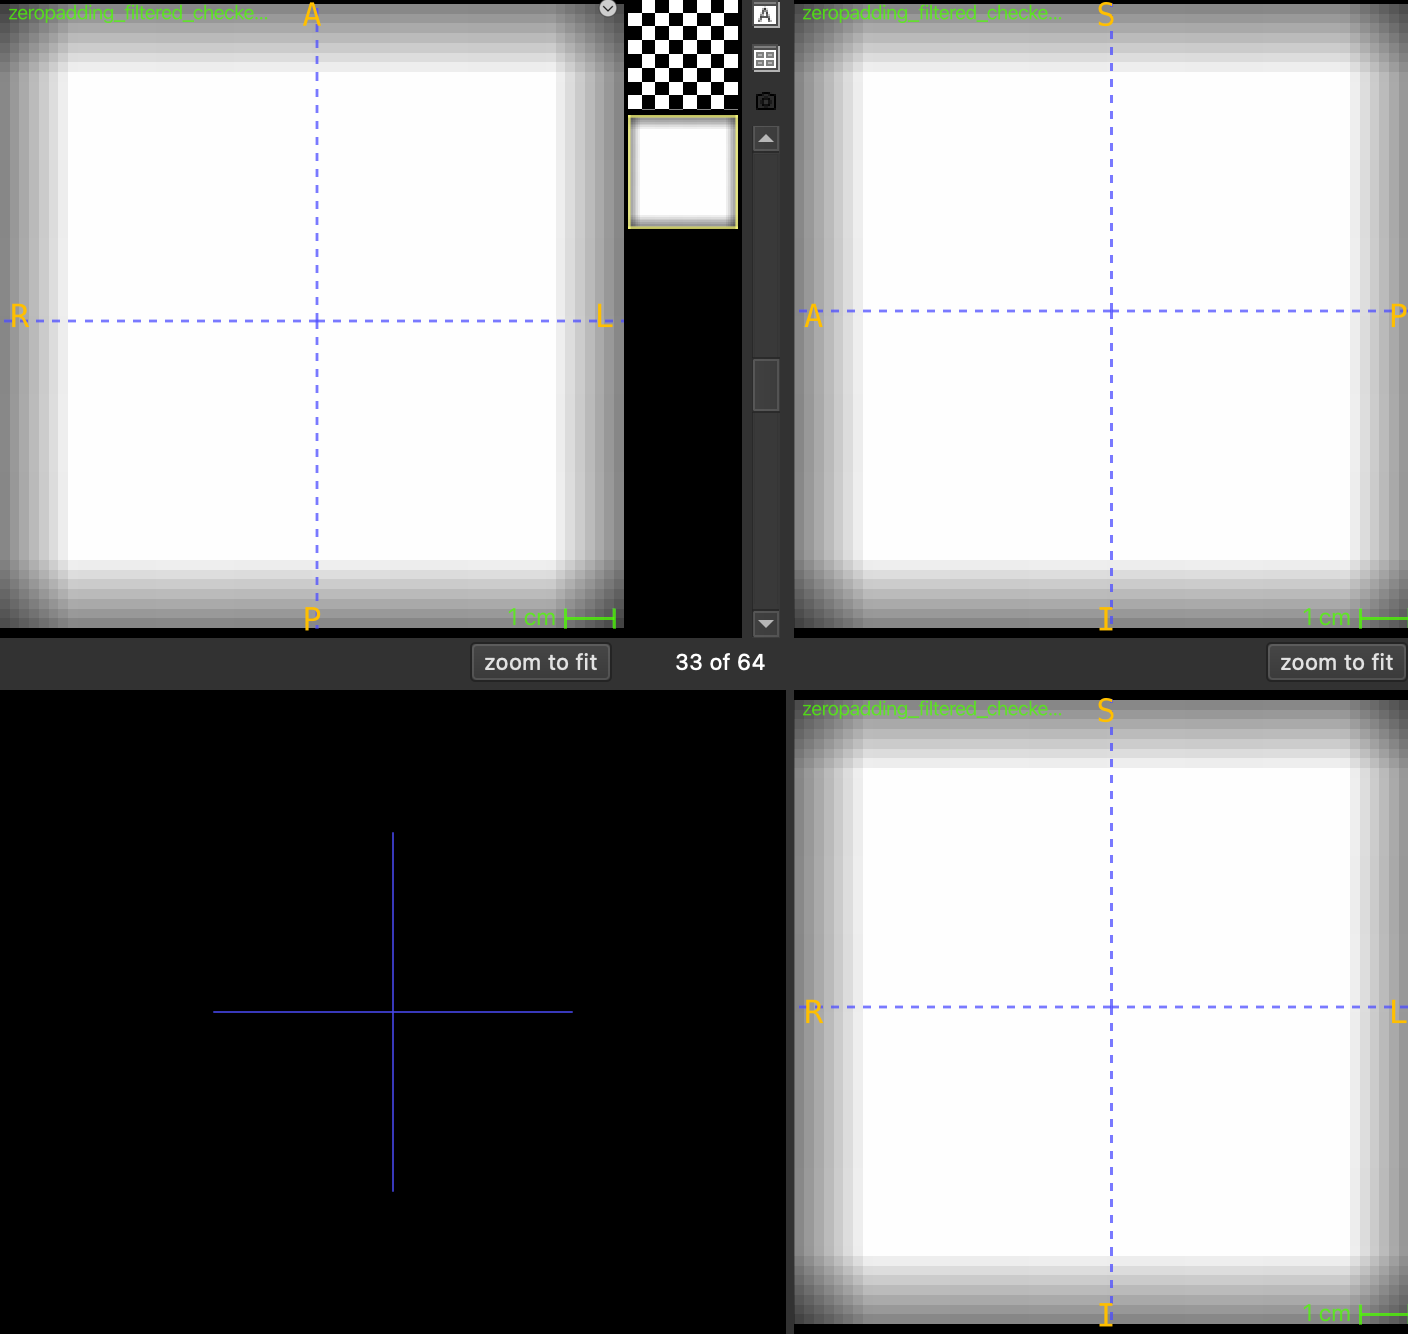 zeropadding_filtered_checke...
A
R
L
P
1 cm
A
zeropadding_filtered_checke...
S
A
P
I
1 cm
zoom to fit
33 of 64
zoom to fit
zeropadding_filtered_checke...
S
R
L
I
1 cm